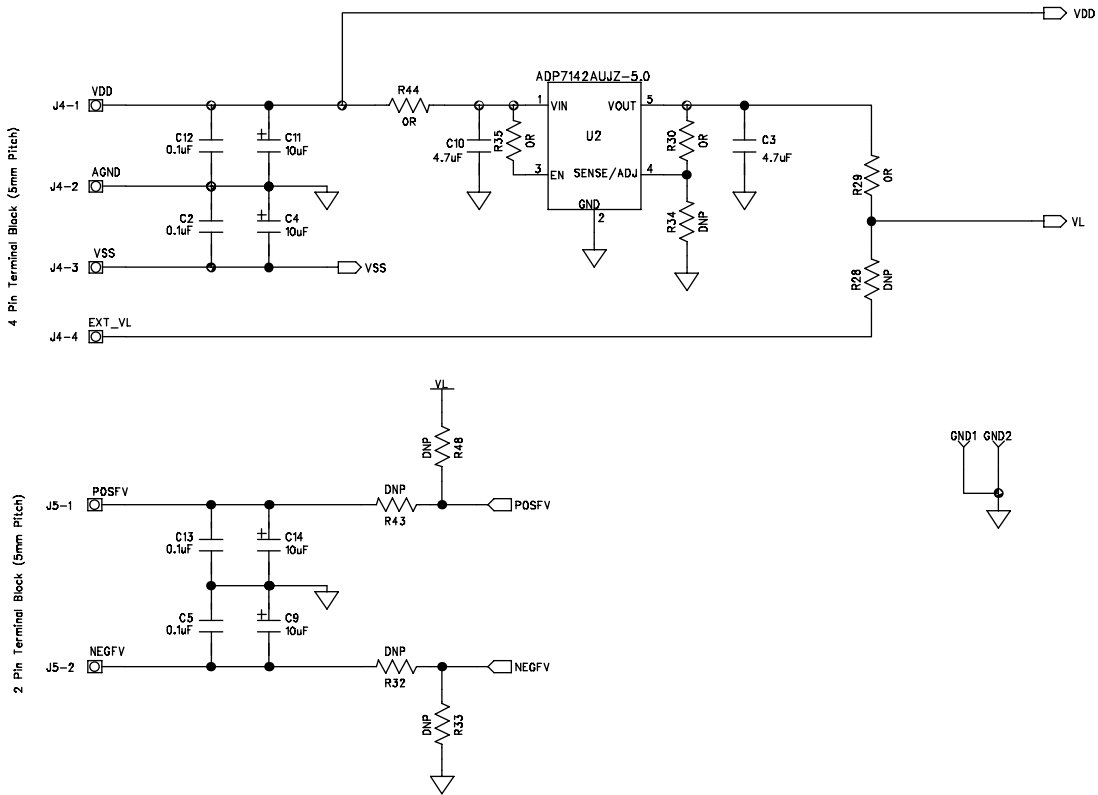 VDD
ADP7142AUJZ-5.0
J4-1
VDD
R44
0R
1
VIN
VOUT
5
U2
C12
0.1uF
C11
10uF
C10
4.7uF
R35
0R
R30
0R
C3
4.7uF
3
EN
SENSE/ADJ
4
GND
2
R34
DNP
R29
0R
J4-2
AGND
C2
0.1uF
C4
10uF
VL
J4-3
VSS
VSS
R28
DNP
J4-4
EXT_VL
4 Pin Terminal Block (5mm Pitch)
VL
DNP
R48
GND1
GND2
J5-1
POSFV
DNP
R43
POSFV
C13
0.1uF
C14
10uF
C5
0.1uF
C9
10uF
J5-2
NEGFV
DNP
R32
NEGFV
DNP
R33
2 Pin Terminal Block (5mm Pitch)